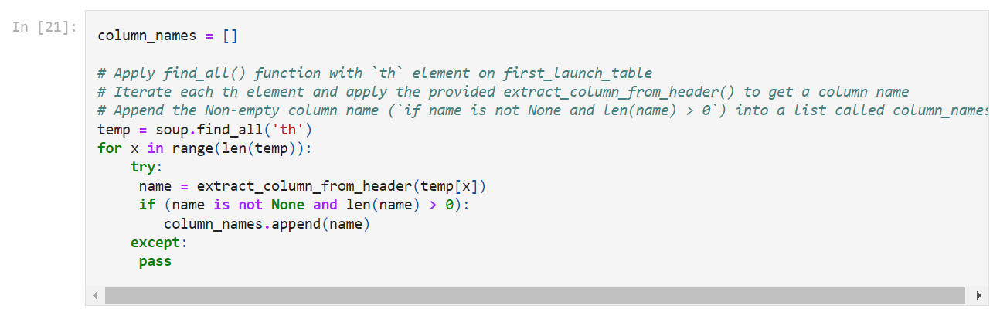 In [21]:
column_names = []
# Apply find_all() function with `th` element on first_launch_table
# Iterate each th element and apply the provided extract_column_from_header() to get a column name
# Append the Non-empty column name (`if name is not None and len(name) > 0`) into a list called column_names
temp = soup.find_all('th')
for x in range(len(temp)):
    try:
     name = extract_column_from_header(temp[x])
     if (name is not None and len(name) > 0):
        column_names.append(name)
    except:
     pass